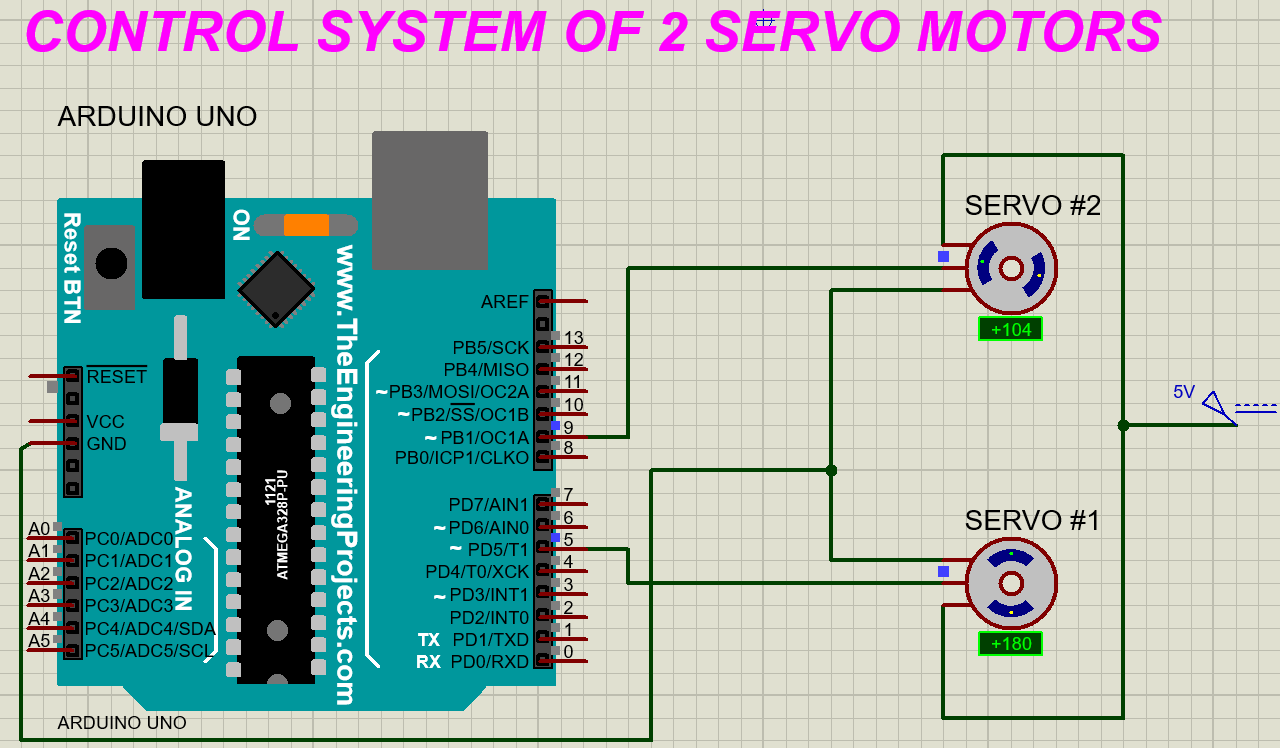 CONTROL SYSTEM OF 2 SERVO MOTORS
ARDUINO UNO
Reset BTN
ON
www.TheEngineeringProjects.com
1121
ATMEGA328P-PU
ANALOG IN
RESET
VCC
GND
A0 PC0/ADC0
A1 PC1/ADC1
A2 PC2/ADC2
A3 PC3/ADC3
A4 PC4/ADC4/SDA
A5 PC5/ADC5/SCL
AREF
PB5/SCK 13
PB4/MISO 12
~PB3/MOSI/OC2A 11
~PB2/SS/OC1B 10
~ PB1/OC1A 9
PB0/ICP1/CLKO 8
PD7/AIN1 7
~PD6/AIN0 6
~ PD5/T1 5
PD4/T0/XCK 4
~PD3/INT1 3
PD2/INT0 2
TX PD1/TXD 1
RX PD0/RXD 0
ARDUINO UNO
SERVO #2
+104
5V
SERVO #1
+180